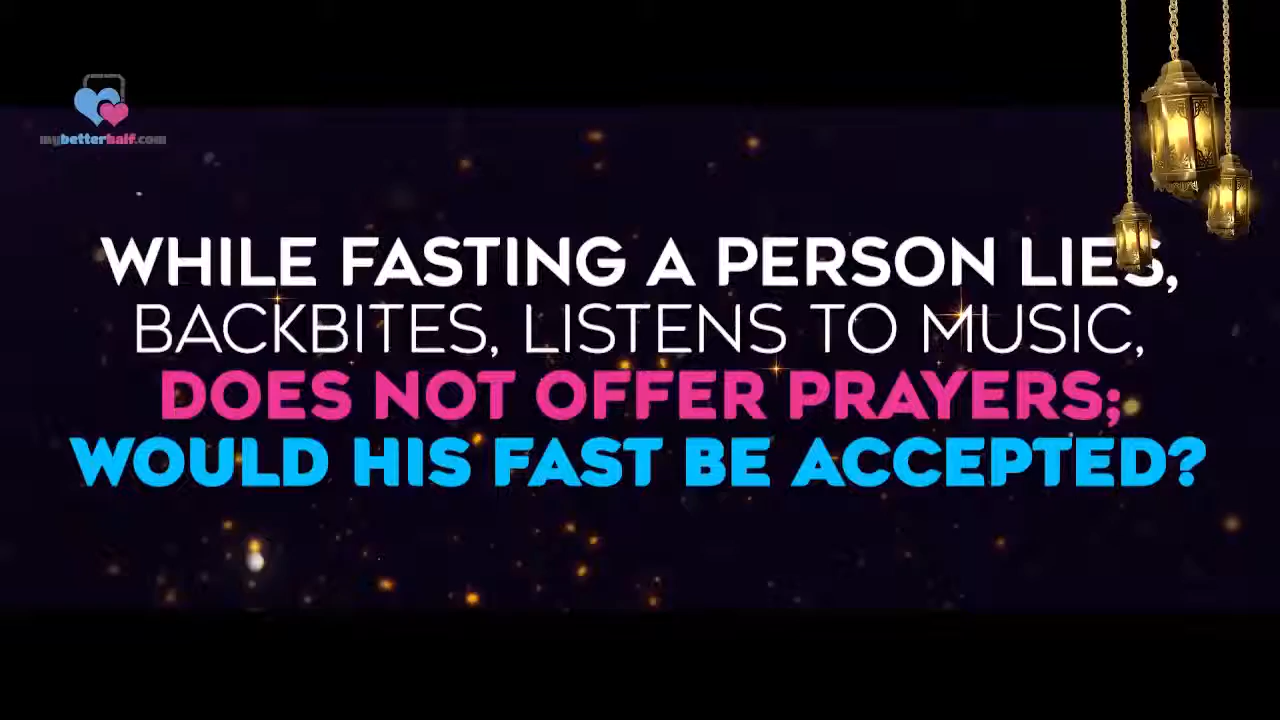 mybetterhalf.com
WHILE FASTING A PERSON LIES,
BACKBITES, LISTENS TO MUSIC,
DOES NOT OFFER PRAYERS;
WOULD HIS FAST BE ACCEPTED?